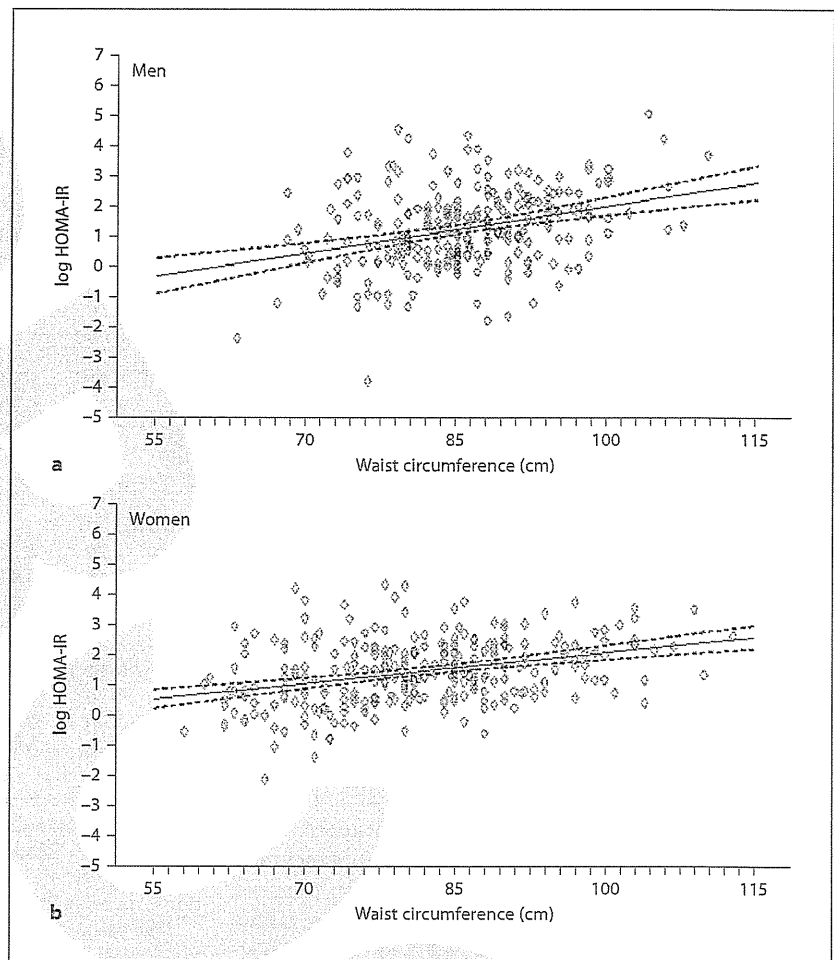 7
6
5
4
3
2
1
0
–1
–2
–3
–4
–5
Men
log HOMA-IR
55 70 85 100 115
a
Waist circumference (cm)
7
6
5
4
3
2
1
0
–1
–2
–3
–4
–5
Women
log HOMA-IR
55 70 85 100 115
b
Waist circumference (cm)